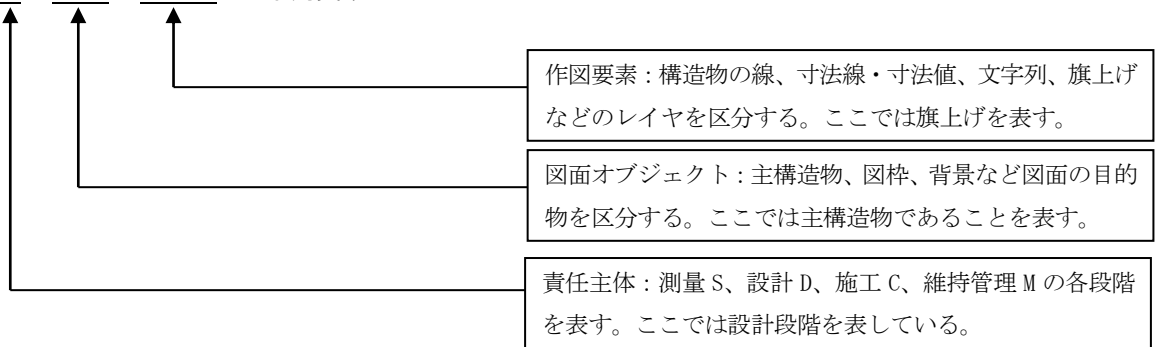 作図要素：構造物の線、寸法線・寸法値、文字列、旗上げ
などのレイヤを区分する。ここでは旗上げを表す。
図面オブジェクト：主構造物、図枠、背景など図面の目的
物を区分する。ここでは主構造物であることを表す。
責任主体：測量 S、設計 D、施工 C、維持管理 M の各段階
を表す。ここでは設計段階を表している。